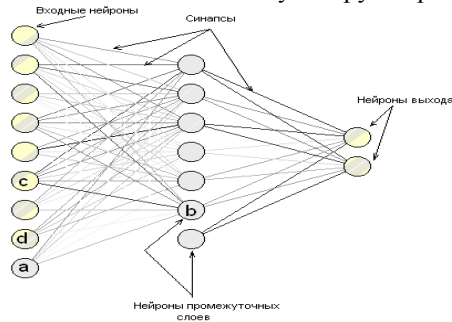 Входные нейроны
Синапсы
Нейроны выхода
c
b
d
a
Нейроны промежуточных
слоев